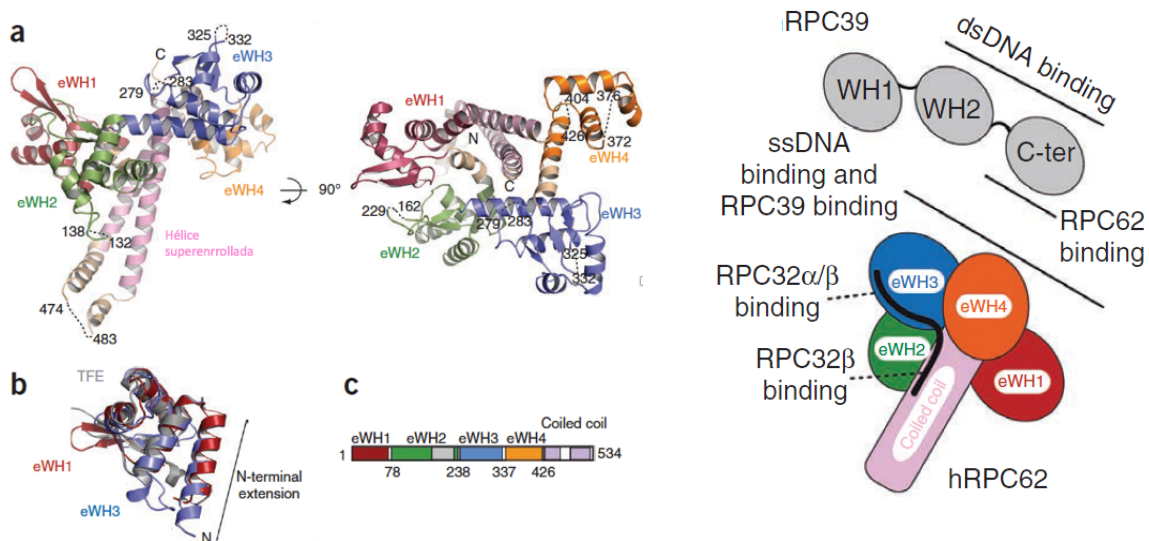 a
325
332
C
eWH3
eWH1
279
283
eWH2
eWH4
138
132
Hélice
superenrrollada
474
483
90°
eWH1
404
376
426
372
N
eWH4
C
229
162
279
283
eWH3
eWH2
325
332
b
TFE
eWH1
eWH3
N-terminal
extension
N
c
Coiled coil
eWH1 eWH2 eWH3 eWH4
1
534
78 238 337 426
hRPC39
dsDNA binding
WH1
WH2
C-ter
ssDNA
binding and
RPC39 binding
RPC62
binding
RPC32α/β
binding
eWH3
eWH4
RPC32β
binding
eWH2
eWH1
Coiled coil
hRPC62